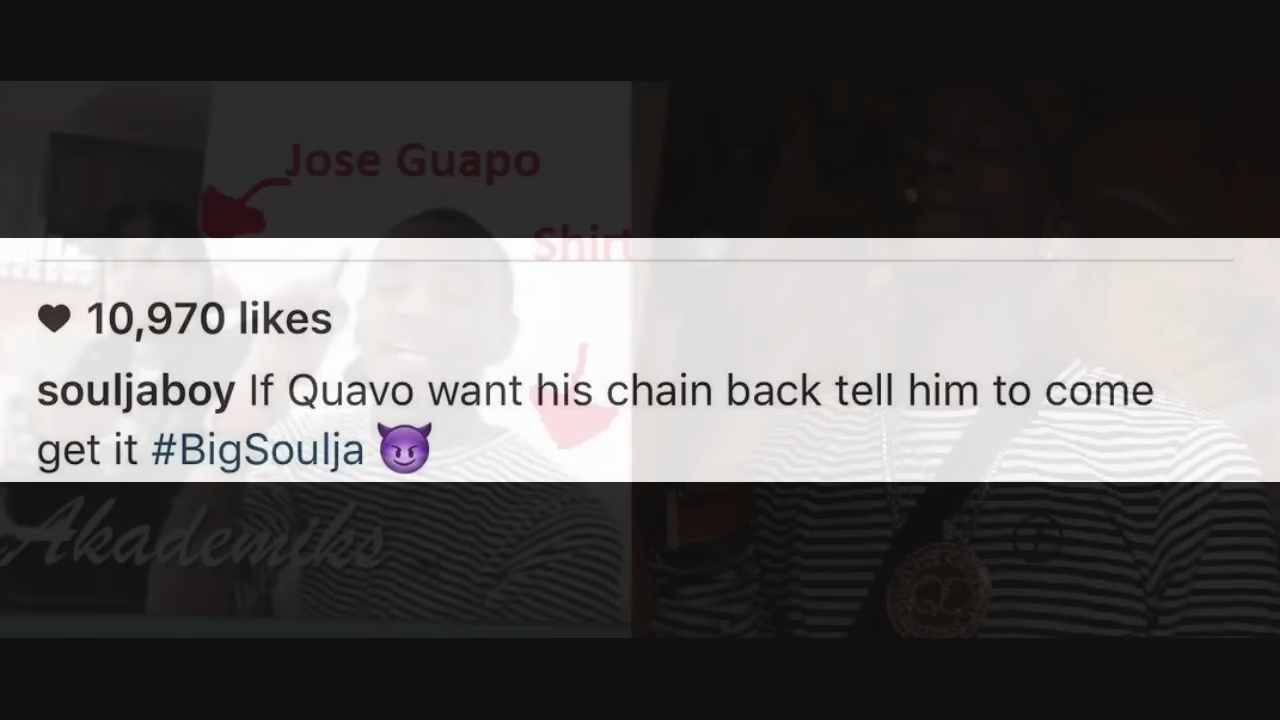 Jose Guapo
Shirt
10,970 likes
souljaboy If Quavo want his chain back tell him to come
get it #BigSoulja 😈
Akademiks